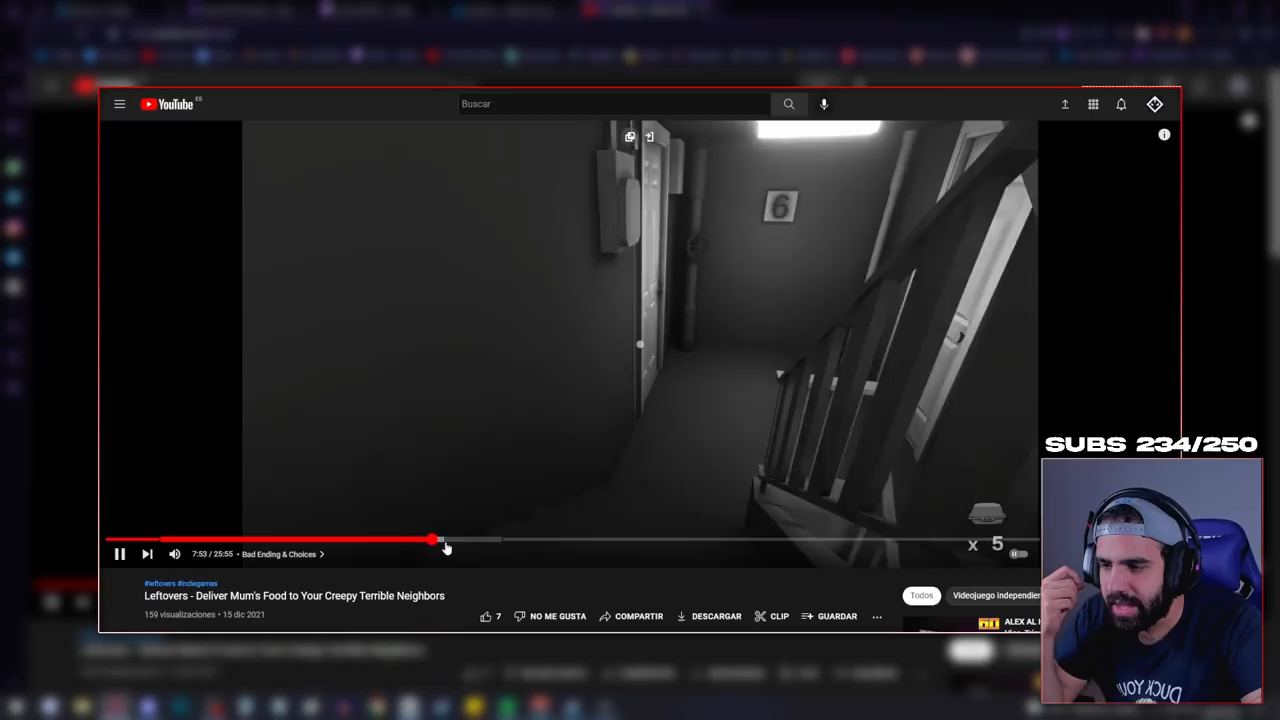 YouTube ES
Buscar
6
SUBS 234/250
x 5
7:53 / 25:55 • Bad Ending & Choices
#leftovers #indiegames
Leftovers - Deliver Mum's Food to Your Creepy Terrible Neighbors
159 visualizaciones • 15 dic 2021
7
NO ME GUSTA
COMPARTIR
DESCARGAR
CLIP
GUARDAR
Todos
Videojuego independien
ALEX AL
DUCK YOU